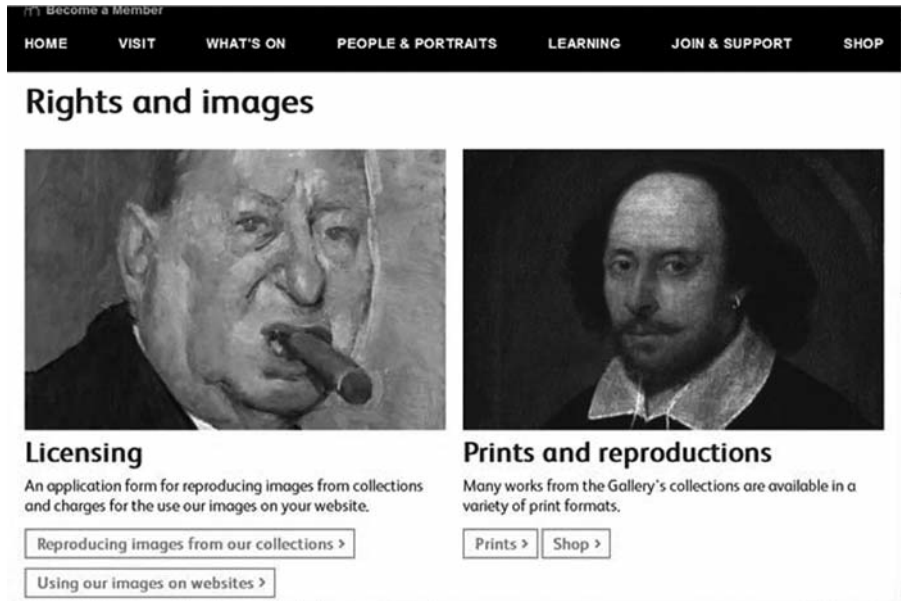 Become a Member
HOME VISIT WHAT'S ON PEOPLE & PORTRAITS LEARNING JOIN & SUPPORT SHOP
Rights and images
Licensing
An application form for reproducing images from collections
and charges for the use our images on your website.
Reproducing images from our collections >
Using our images on websites >
Prints and reproductions
Many works from the Gallery's collections are available in a
variety of print formats.
Prints > Shop >